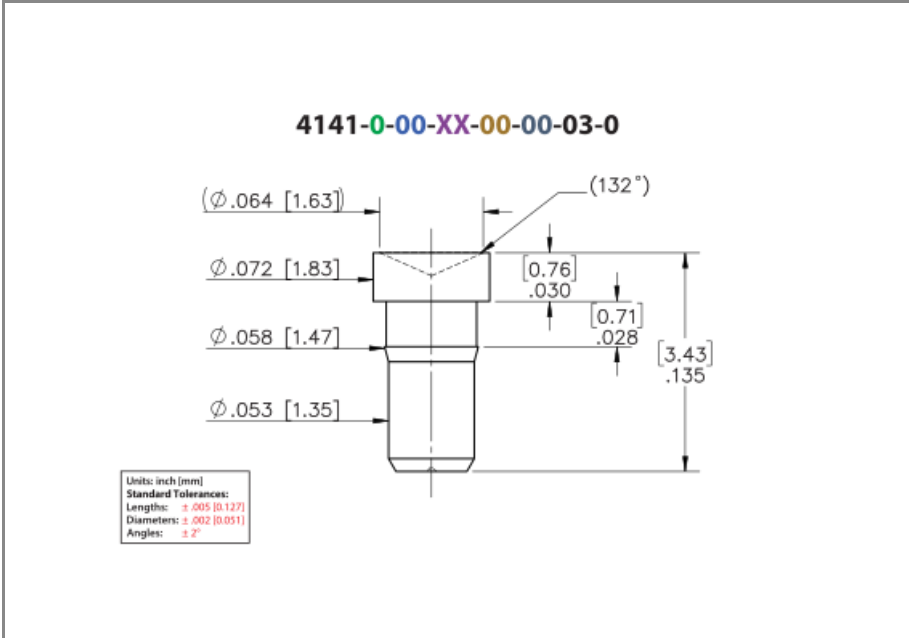 4141-0-00-XX-00-00-03-0
(∅.064 [1.63])
(132°)
∅.072 [1.83]
[0.76]
.030
[0.71]
.028
∅.058 [1.47]
[3.43]
.135
∅.053 [1.35]
Units: inch [mm]
Standard Tolerances:
Lengths: ± .005 [0.127]
Diameters: ± .002 [0.051]
Angles: ± 2°